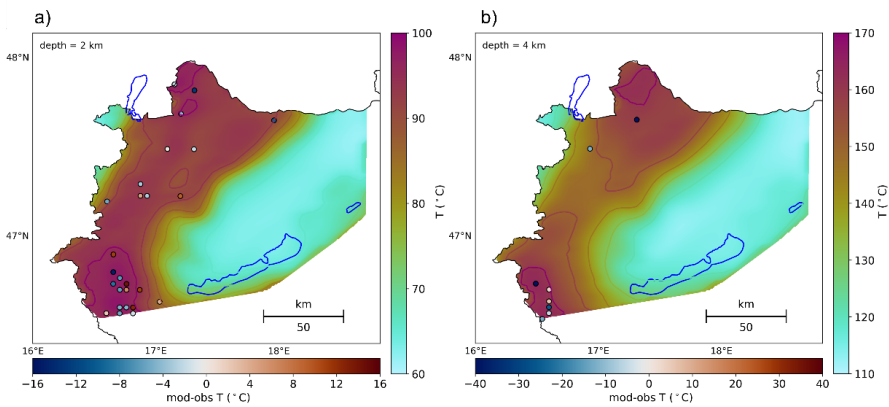 a)
depth = 2 km
48°N
47°N
16°E
17°E
18°E
km
50
100
90
80
70
60
T (°C)
−16 −12 −8 −4 0 4 8 12 16
mod-obs T (°C)
b)
depth = 4 km
48°N
47°N
16°E
17°E
18°E
km
50
170
160
150
140
130
120
110
T (°C)
−40 −30 −20 −10 0 10 20 30 40
mod-obs T (°C)